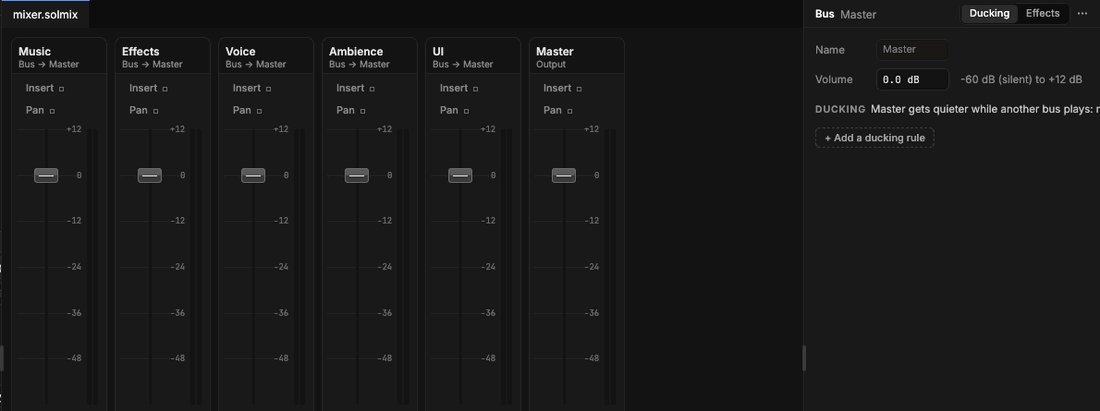 mixer.solmix
Bus Master Ducking Effects ...
Music Effects Voice Ambience UI Master
Bus → Master Bus → Master Bus → Master Bus → Master Bus → Master Output
Insert Insert Insert Insert Insert Insert
Pan Pan Pan Pan Pan Pan
+12 +12 +12 +12 +12 +12
0 0 0 0 0 0
-12 -12 -12 -12 -12 -12
-24 -24 -24 -24 -24 -24
-36 -36 -36 -36 -36 -36
-48 -48 -48 -48 -48 -48
Name Master
Volume 0.0 dB -60 dB (silent) to +12 dB
DUCKING Master gets quieter while another bus plays:
+ Add a ducking rule